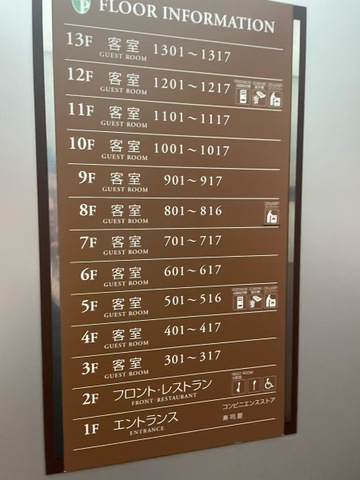 FLOOR INFORMATION
13F 客室 GUEST ROOM 1301〜1317
12F 客室 GUEST ROOM 1201〜1217
11F 客室 GUEST ROOM 1101〜1117
10F 客室 GUEST ROOM 1001〜1017
9F 客室 GUEST ROOM 901〜917
8F 客室 GUEST ROOM 801〜816
7F 客室 GUEST ROOM 701〜717
6F 客室 GUEST ROOM 601〜617
5F 客室 GUEST ROOM 501〜516
4F 客室 GUEST ROOM 401〜417
3F 客室 GUEST ROOM 301〜317
2F フロント・レストラン FRONT・RESTAURANT
1F エントランス ENTRANCE コンビニエンスストア
寿司屋